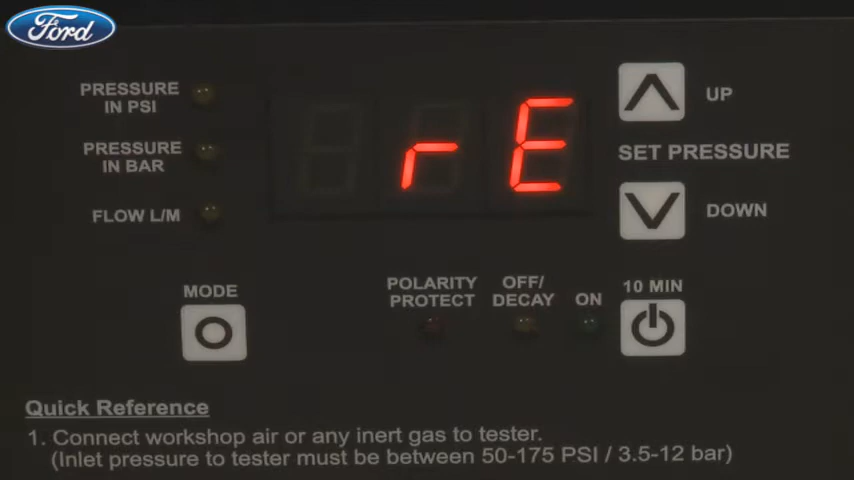 Ford
PRESSURE
IN PSI
rE
UP
PRESSURE
IN BAR
SET PRESSURE
FLOW L/M
DOWN
MODE
POLARITY
PROTECT
OFF/
DECAY
ON
10 MIN
Quick Reference
1. Connect workshop air or any inert gas to tester.
(Inlet pressure to tester must be between 50-175 PSI / 3.5-12 bar)